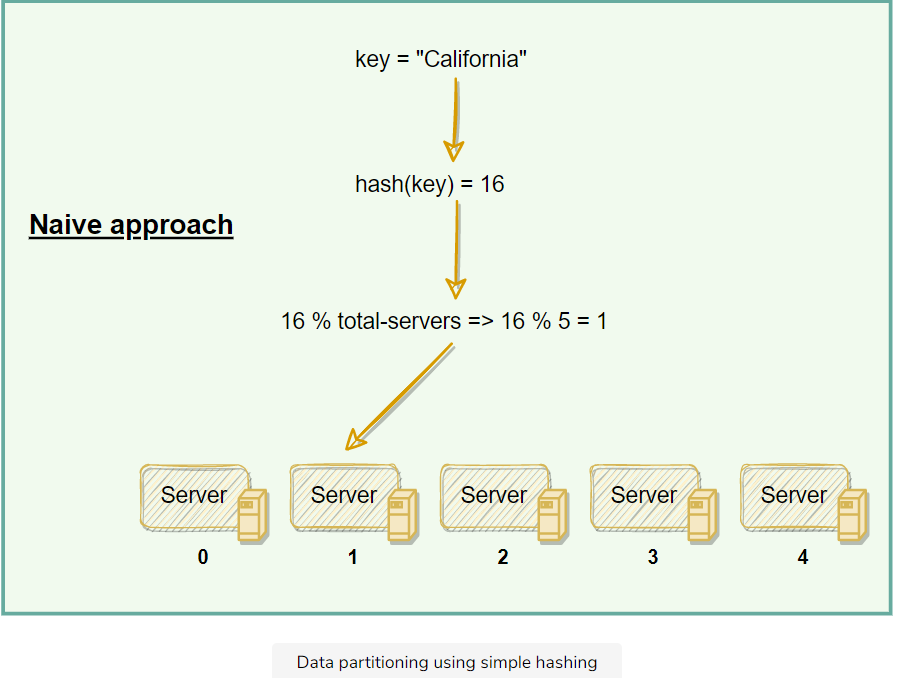 key = "California"
hash(key) = 16
Naive approach
16 % total-servers => 16 % 5 = 1
Server Server Server Server Server
0 1 2 3 4
Data partitioning using simple hashing